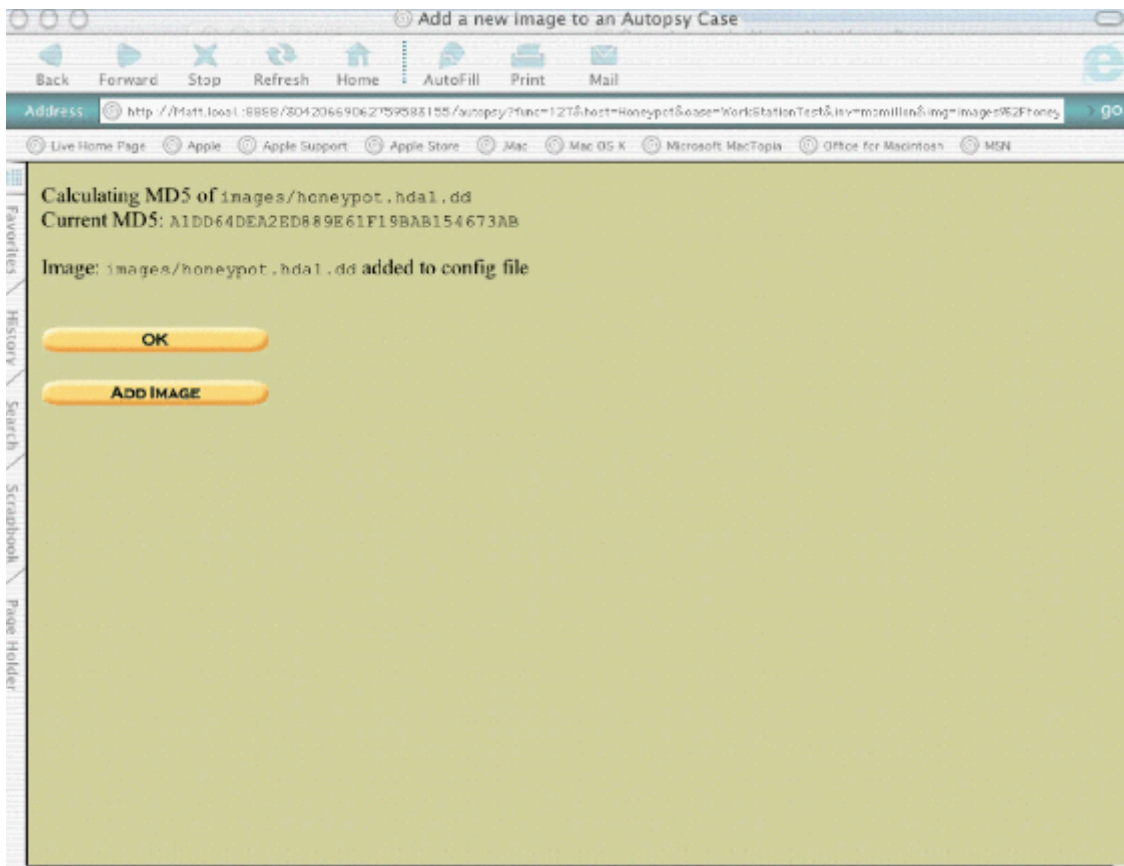 Add a new image to an Autopsy Case
Back Forward Stop Refresh Home AutoFill Print Mail
Address: go
Live Home Page Apple Apple Support Apple Store .Mac Mac OS X Microsoft MacTopia Office for Macintosh MSN
Favorites
History
Search
Scrapbook
Page Holder
Calculating MD5 of images/honeypot.hda1.dd
Current MD5: A1DD64DEA2ED889E61F19BAB154673AB
Image: images/honeypot.hda1.dd added to config file
OK
ADD IMAGE